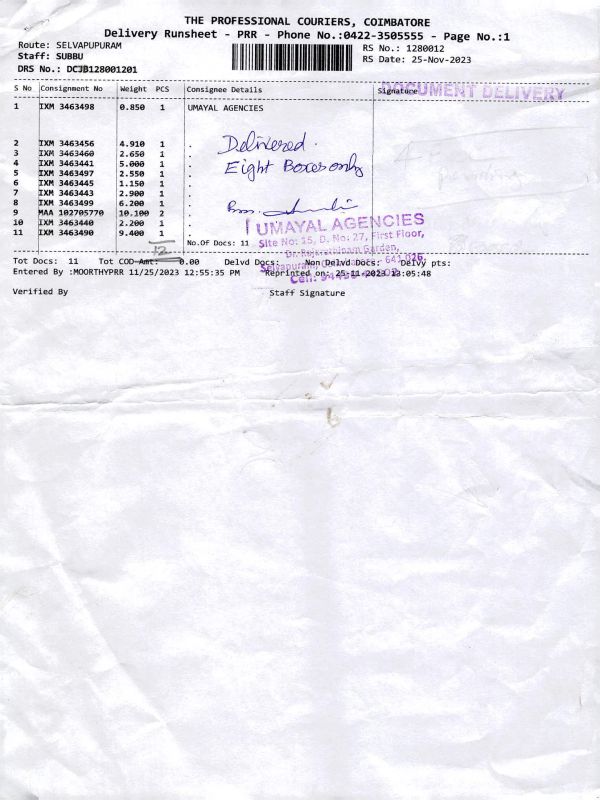 THE PROFESSIONAL COURIERS, COIMBATORE
Delivery Runsheet - PRR - Phone No.:0422-3505555 - Page No.:1
Route: SELVAPUPURAM
RS No.: 1280012
Staff: SUBBU
RS Date: 25-Nov-2023
DRS No.: DCJB128001201
S No Consignment No Weight PCS Consignee Details Signature
DOCUMENT DELIVERY
1 IXM 3463498 0.850 1 UMAYAL AGENCIES
2 IXM 3463456 4.910 1 .
3 IXM 3463460 2.650 1 .
4 IXM 3463441 5.000 1 .
5 IXM 3463497 2.550 1 .
6 IXM 3463445 1.150 1 .
7 IXM 3463443 2.900 1 .
8 IXM 3463499 6.200 1 .
9 MAA 102705770 10.100 2 .
10 IXM 3463440 2.200 1 .
11 IXM 3463490 9.400 1 .
Delivered.
Eight Boxes only
UMAYAL AGENCIES
Site No: 15, D. No: 27, First Floor,
Garden,
Selvapuram, 641 026.
Cell:
No.Of Docs: 11
12
Tot Docs: 11 Tot COD Amt: 0.00 Delvd Docs: Non Delvd Docs: Delvy pts:
Entered By :MOORTHYPRR 11/25/2023 12:55:35 PM Reprinted on: 25-11-2023 13:05:48
Verified By Staff Signature